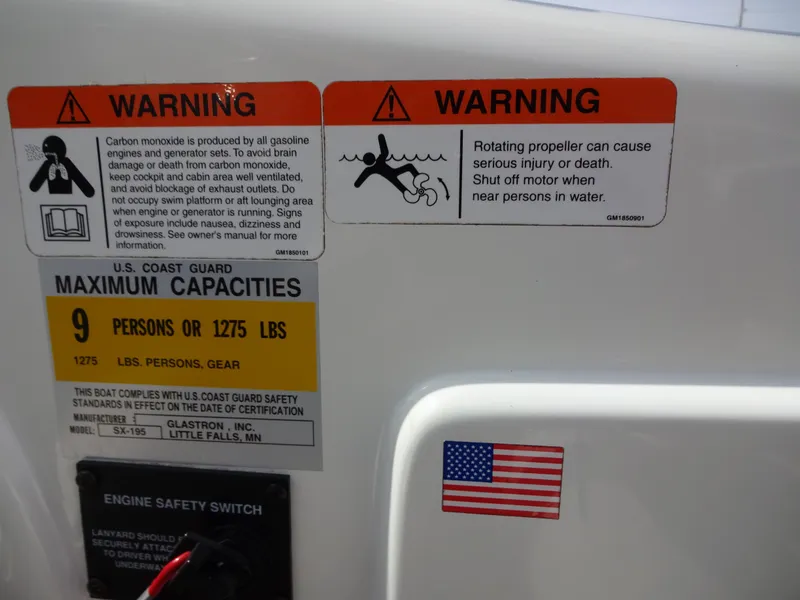 WARNING
Carbon monoxide is produced by all gasoline
engines and generator sets. To avoid brain
damage or death from carbon monoxide,
keep cockpit and cabin area well ventilated,
and avoid blockage of exhaust outlets. Do
not occupy swim platform or aft lounging area
when engine or generator is running. Signs
of exposure include nausea, dizziness and
drowsiness. See owner's manual for more
information.
GM1850101
WARNING
Rotating propeller can cause
serious injury or death.
Shut off motor when
near persons in water.
GM1850901
U.S. COAST GUARD
MAXIMUM CAPACITIES
9 PERSONS OR 1275 LBS
1275 LBS. PERSONS, GEAR
THIS BOAT COMPLIES WITH U.S. COAST GUARD SAFETY
STANDARDS IN EFFECT ON THE DATE OF CERTIFICATION
MANUFACTURER : GLASTRON , INC.
MODEL: SX-195 LITTLE FALLS, MN
ENGINE SAFETY SWITCH
LANYARD SHOULD
SECURELY
TO DRIVER
UNDERWAY